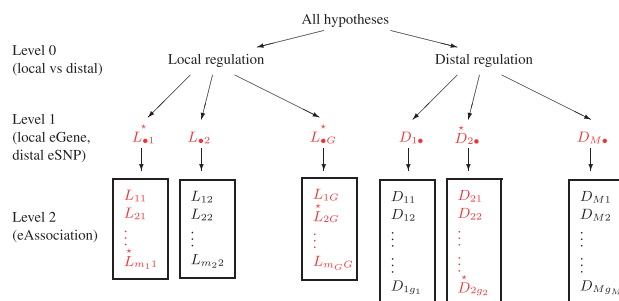 All hypotheses
Level 0
(local vs distal)
Local regulation Distal regulation
Level 1
(local eGene,
distal eSNP)
⋆ ⋆ ⋆
L●1 L●2 L●G D1● D2● DM●
L11 L12 L1G D11 D21 DM1
L21 L22 ⋆L2G D12 D22 DM2
Level 2
(eAssociation)
⋮ ⋮ ⋮ ⋮ ⋮ ⋮
⋆Lm11 Lm22 LmGG ⋮ ⋮ ⋮
D1g1 ⋆D2g2 DMgM